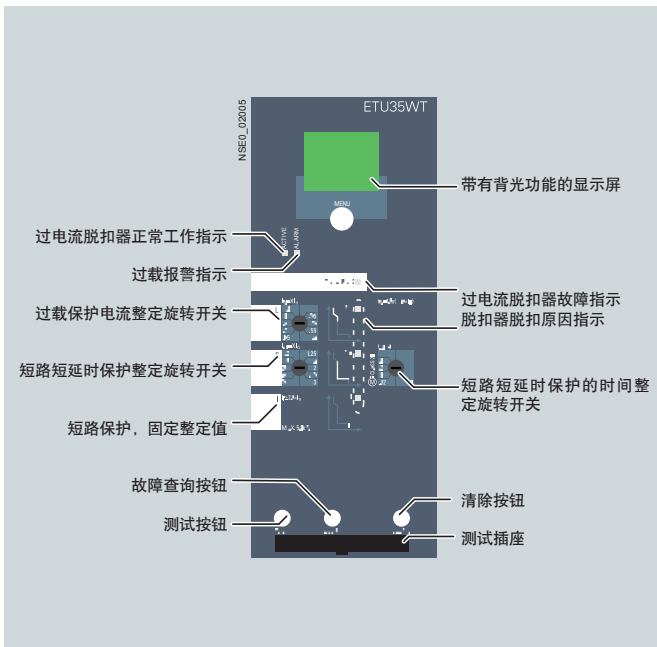 ETU35WT
NSE0_02005
带有背光功能的显示屏
MENU
ACTIVE
ALARM
过电流脱扣器正常工作指示
过载报警指示
过载保护电流整定旋转开关
短路短延时保护整定旋转开关
短路保护，固定整定值
故障查询按钮
测试按钮
过电流脱扣器故障指示
脱扣器脱扣原因指示
短路短延时保护的时间整
定旋转开关
清除按钮
测试插座